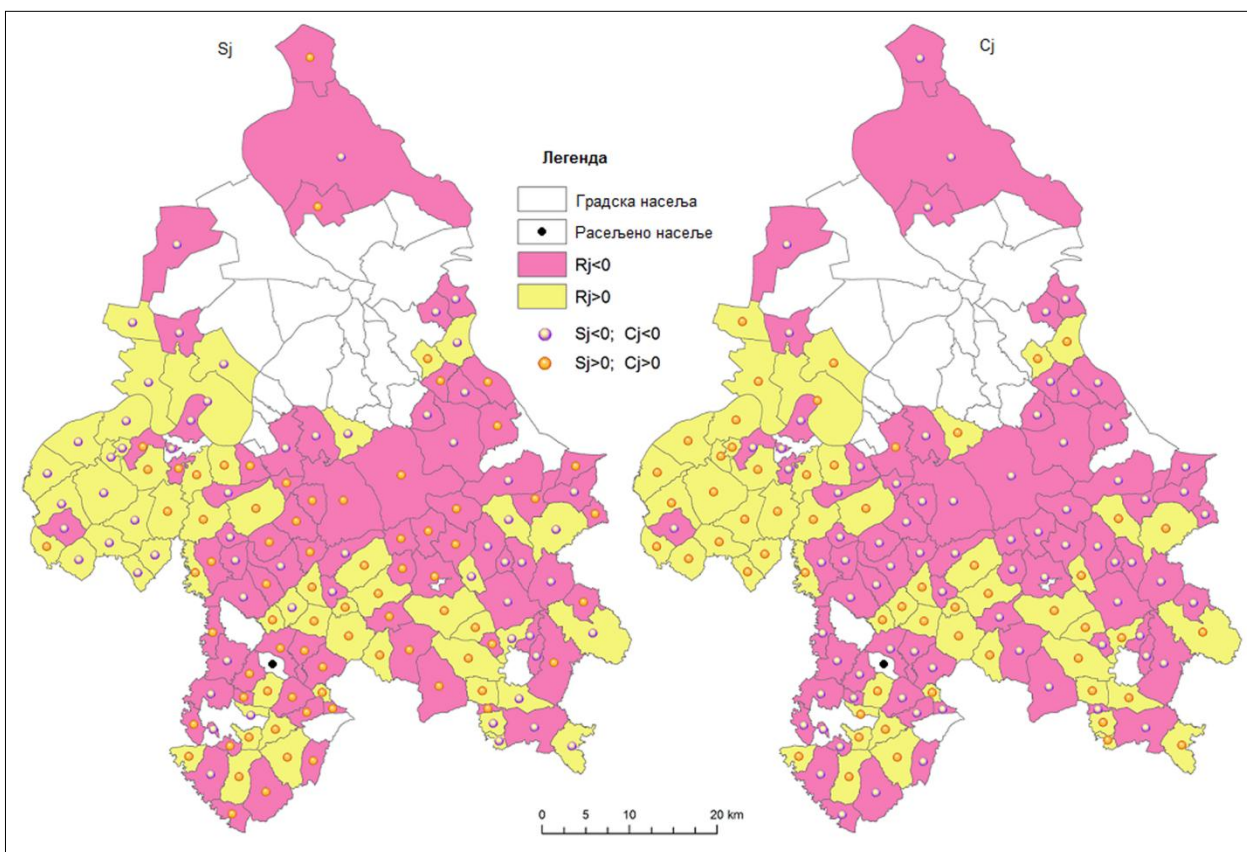 Sj
Cj
Легенда
Градска насеља
Расељено насеље
Rj<0
Rj>0
Sj<0; Cj<0
Sj>0; Cj>0
0 5 10 20 km